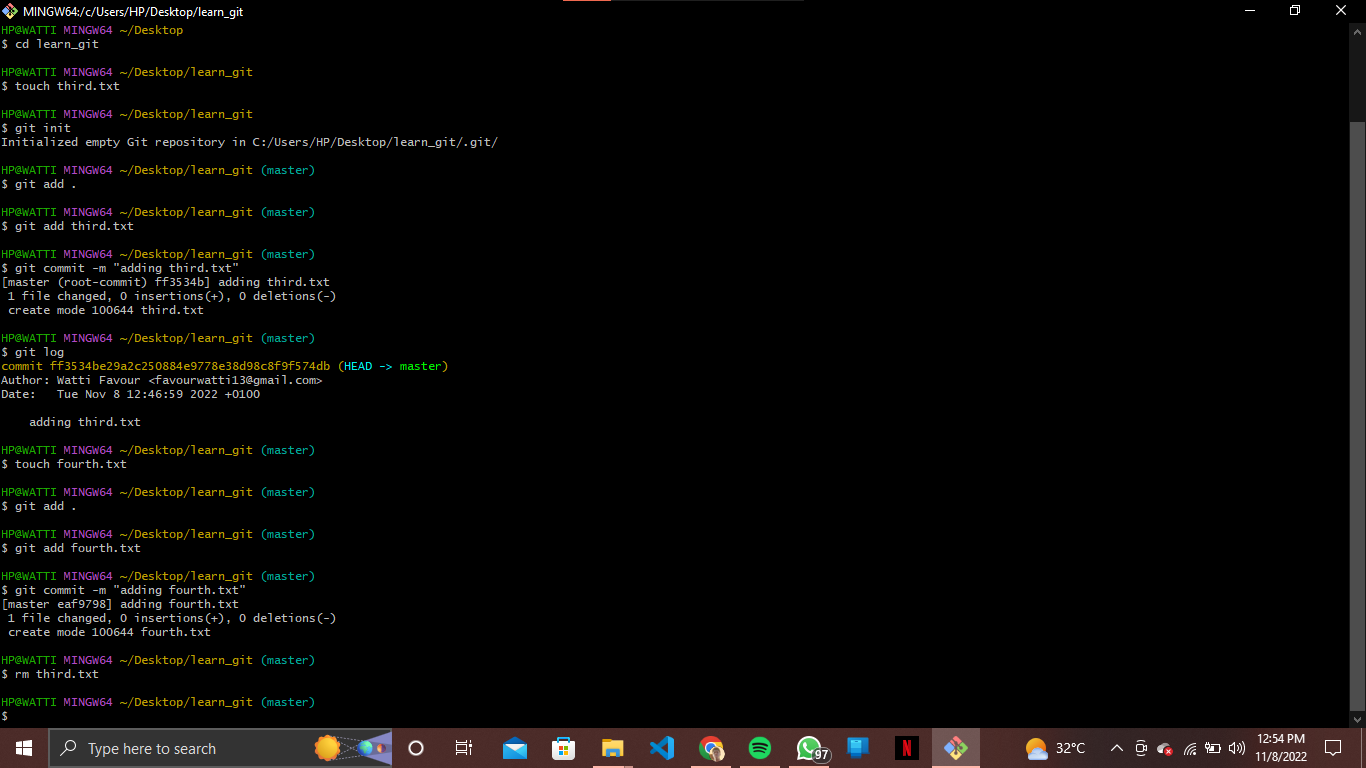 MINGW64:/c/Users/HP/Desktop/learn_git
HP@WATTI MINGW64 ~/Desktop
$ cd learn_git
HP@WATTI MINGW64 ~/Desktop/learn_git
$ touch third.txt
HP@WATTI MINGW64 ~/Desktop/learn_git
$ git init
Initialized empty Git repository in C:/Users/HP/Desktop/learn_git/.git/
HP@WATTI MINGW64 ~/Desktop/learn_git (master)
$ git add .
HP@WATTI MINGW64 ~/Desktop/learn_git (master)
$ git add third.txt
HP@WATTI MINGW64 ~/Desktop/learn_git (master)
$ git commit -m "adding third.txt"
[master (root-commit) ff3534b] adding third.txt
 1 file changed, 0 insertions(+), 0 deletions(-)
 create mode 100644 third.txt
HP@WATTI MINGW64 ~/Desktop/learn_git (master)
$ git log
commit ff3534be29a2c250884e9778e38d98c8f9f574db (HEAD -> master)
Author: Watti Favour <favourwatti13@gmail.com>
Date:   Tue Nov 8 12:46:59 2022 +0100
    adding third.txt
HP@WATTI MINGW64 ~/Desktop/learn_git (master)
$ touch fourth.txt
HP@WATTI MINGW64 ~/Desktop/learn_git (master)
$ git add .
HP@WATTI MINGW64 ~/Desktop/learn_git (master)
$ git add fourth.txt
HP@WATTI MINGW64 ~/Desktop/learn_git (master)
$ git commit -m "adding fourth.txt"
[master eaf9798] adding fourth.txt
 1 file changed, 0 insertions(+), 0 deletions(-)
 create mode 100644 fourth.txt
HP@WATTI MINGW64 ~/Desktop/learn_git (master)
$ rm third.txt
HP@WATTI MINGW64 ~/Desktop/learn_git (master)
$
Type here to search
97
N
32°C
12:54 PM
11/8/2022